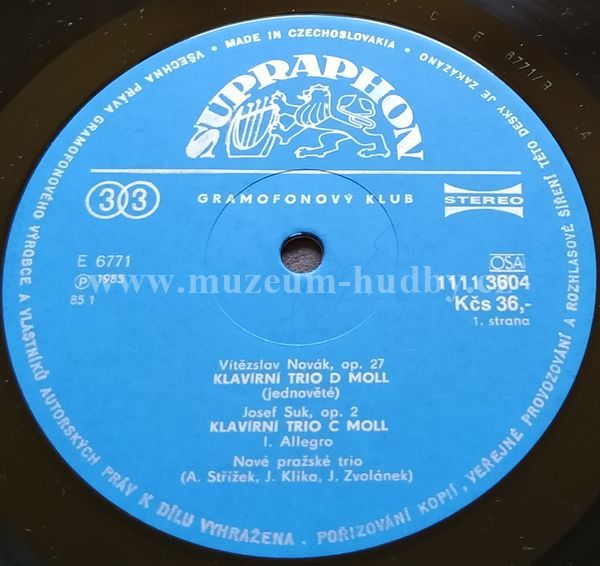 VŠECHNA PRÁVA GRAMOFONOVÉHO VÝROBCE A VLASTNÍKŮ AUTORSKÝCH PRÁV K DÍLU VYHRAŽENA · POŘIZOVÁNÍ KOPIÍ, VEŘEJNÉ PROVOZOVÁNÍ A ROZHLASOVÉ ŠÍŘENÍ TÉTO DESKY JE ZAKÁZÁNO
· MADE IN CZECHOSLOVAKIA ·
C E 6771/B A
SUPRAPHON
33
GRAMOFONOVÝ KLUB
STEREO
E 6771
℗ 1985
85 1
OSA
1111 3604
Kčs 36,-
1. strana
www.muzeum-hudby.cz
Vítězslav Novák, op. 27
KLAVÍRNÍ TRIO D MOLL
(jednověté)
Josef Suk, op. 2
KLAVÍRNÍ TRIO C MOLL
I. Allegro
Nové pražské trio
(A. Střížek, J. Klika, J. Zvolánek)